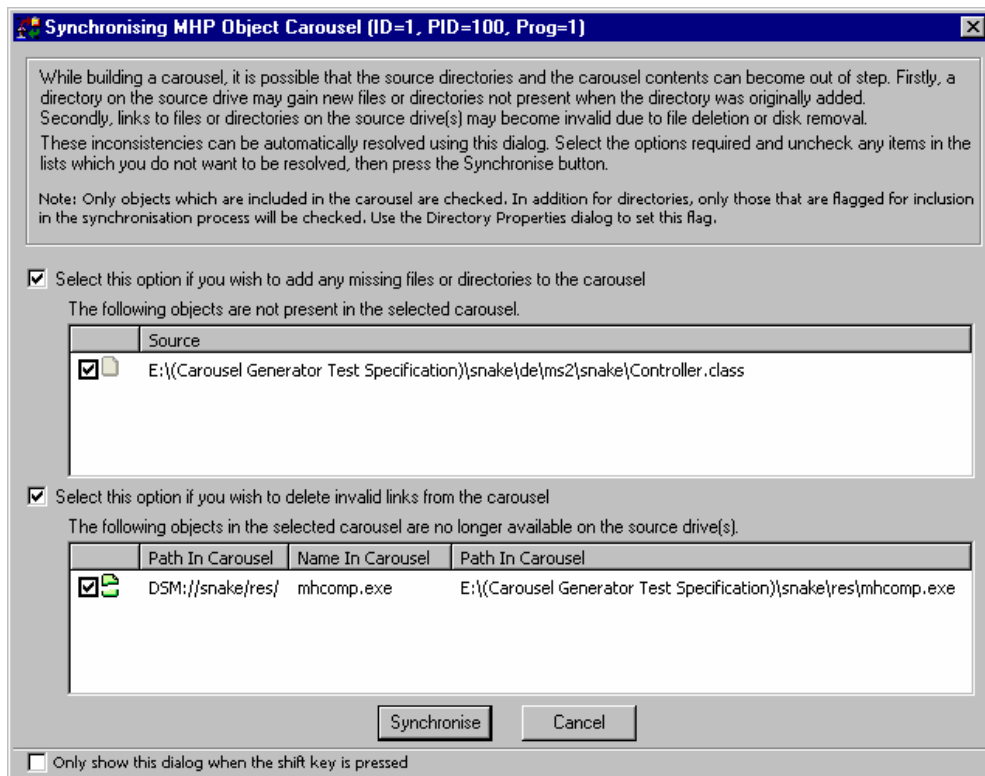 Synchronising MHP Object Carousel (ID=1, PID=100, Prog=1)
While building a carousel, it is possible that the source directories and the carousel contents can become out of step. Firstly, a
directory on the source drive may gain new files or directories not present when the directory was originally added.
Secondly, links to files or directories on the source drive(s) may become invalid due to file deletion or disk removal.
These inconsistencies can be automatically resolved using this dialog. Select the options required and uncheck any items in the
lists which you do not want to be resolved, then press the Synchronise button.
Note: Only objects which are included in the carousel are checked. In addition for directories, only those that are flagged for inclusion
in the synchronisation process will be checked. Use the Directory Properties dialog to set this flag.
Select this option if you wish to add any missing files or directories to the carousel
The following objects are not present in the selected carousel.
Source
E:\(Carousel Generator Test Specification)\snake\de\ms2\snake\Controller.class
Select this option if you wish to delete invalid links from the carousel
The following objects in the selected carousel are no longer available on the source drive(s).
Path In Carousel Name In Carousel Path In Carousel
DSM://snake/res/ mhcomp.exe E:\(Carousel Generator Test Specification)\snake\res\mhcomp.exe
Synchronise Cancel
Only show this dialog when the shift key is pressed